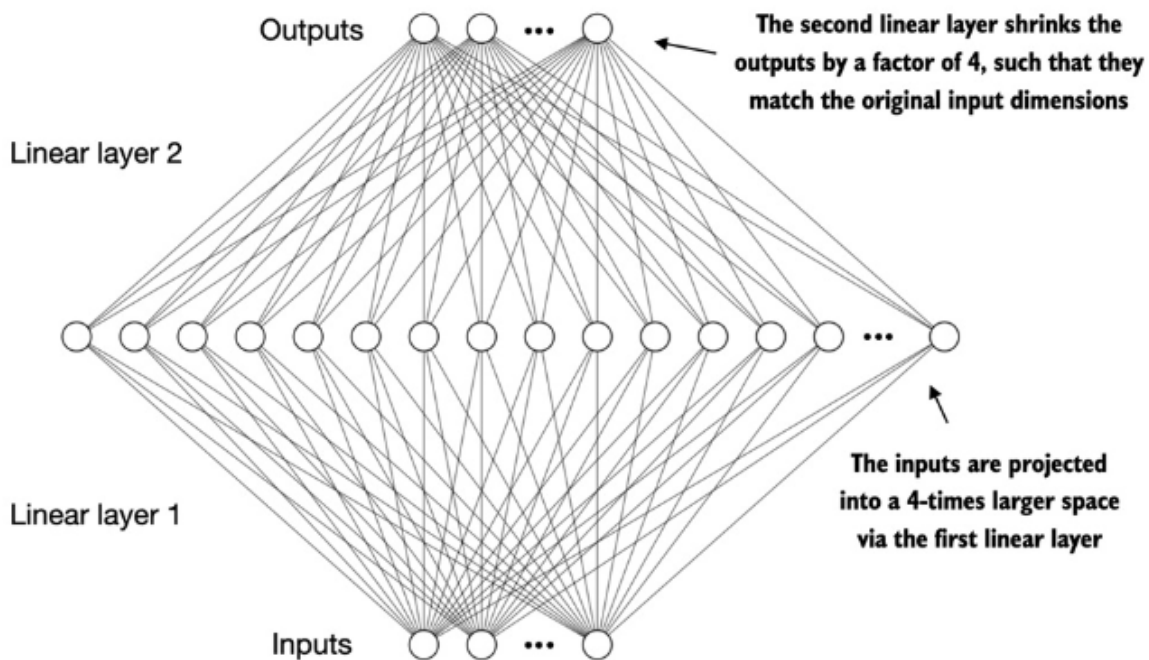 Outputs
The second linear layer shrinks the
outputs by a factor of 4, such that they
match the original input dimensions
Linear layer 2
The inputs are projected
into a 4-times larger space
via the first linear layer
Linear layer 1
Inputs